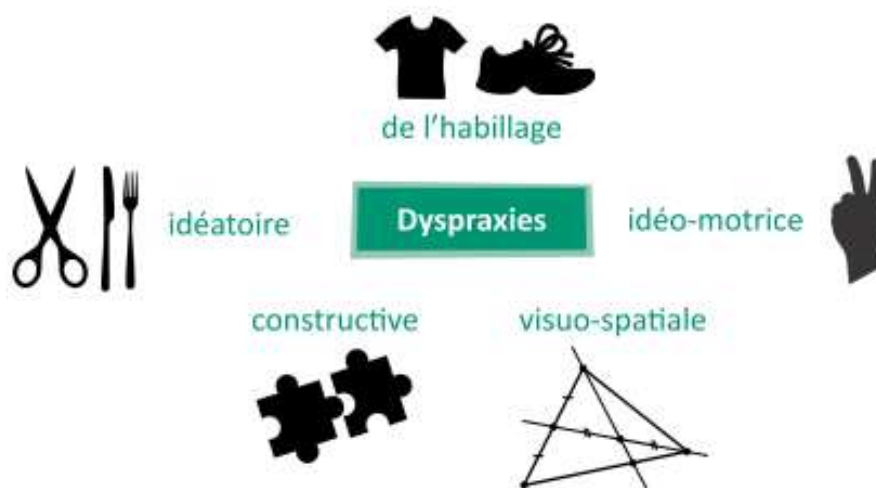 de l'habillage
idéatoire
Dyspraxies
idéo-motrice
constructive
visuo-spatiale